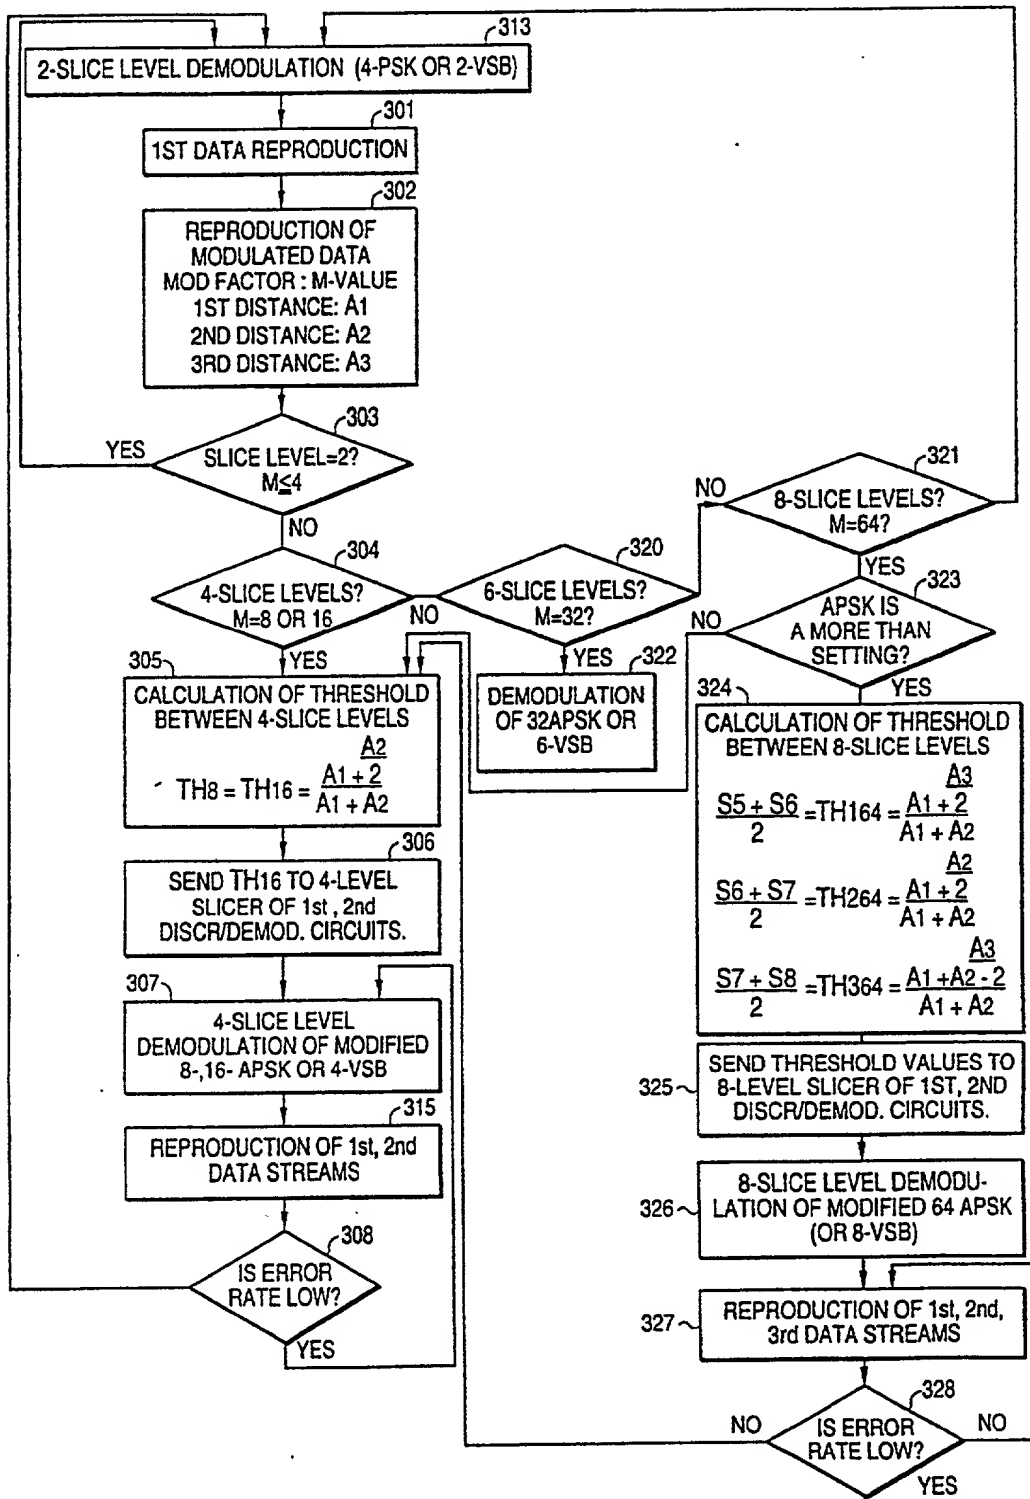 313
2-SLICE LEVEL DEMODULATION (4-PSK OR 2-VSB)
301
1ST DATA REPRODUCTION
302
REPRODUCTION OF
MODULATED DATA
MOD FACTOR : M-VALUE
1ST DISTANCE: A1
2ND DISTANCE: A2
3RD DISTANCE: A3
303
YES
SLICE LEVEL=2?
M≤4
NO
304
4-SLICE LEVELS?
M=8 OR 16
NO
YES
320
6-SLICE LEVELS?
M=32?
NO
YES
322
DEMODULATION
OF 32APSK OR
6-VSB
321
8-SLICE LEVELS?
M=64?
YES
323
APSK IS
A MORE THAN
SETTING?
NO
YES
305
CALCULATION OF THRESHOLD
BETWEEN 4-SLICE LEVELS
A2
TH8 = TH16 = A1 + 2
A1 + A2
306
SEND TH16 TO 4-LEVEL
SLICER OF 1st, 2nd
DISCR/DEMOD. CIRCUITS.
307
4-SLICE LEVEL
DEMODULATION OF MODIFIED
8-,16- APSK OR 4-VSB
315
REPRODUCTION OF 1st, 2nd
DATA STREAMS
308
IS ERROR
RATE LOW?
YES
324
CALCULATION OF THRESHOLD
BETWEEN 8-SLICE LEVELS
A3
S5 + S6 =TH164 = A1 + 2
2 A1 + A2
A2
S6 + S7 =TH264 = A1 + 2
2 A1 + A2
A3
S7 + S8 =TH364 = A1 +A2 - 2
2 A1 + A2
325
SEND THRESHOLD VALUES TO
8-LEVEL SLICER OF 1ST, 2ND
DISCR/DEMOD. CIRCUITS.
326
8-SLICE LEVEL DEMODU-
LATION OF MODIFIED 64 APSK
(OR 8-VSB)
327
REPRODUCTION OF 1st, 2nd,
3rd DATA STREAMS
328
NO
IS ERROR
RATE LOW?
NO
YES